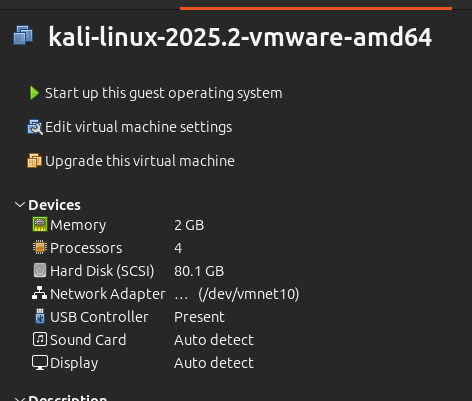 kali-linux-2025.2-vmware-amd64
Start up this guest operating system
Edit virtual machine settings
Upgrade this virtual machine
Devices
Memory 2 GB
Processors 4
Hard Disk (SCSI) 80.1 GB
Network Adapter … (/dev/vmnet10)
USB Controller Present
Sound Card Auto detect
Display Auto detect
Description